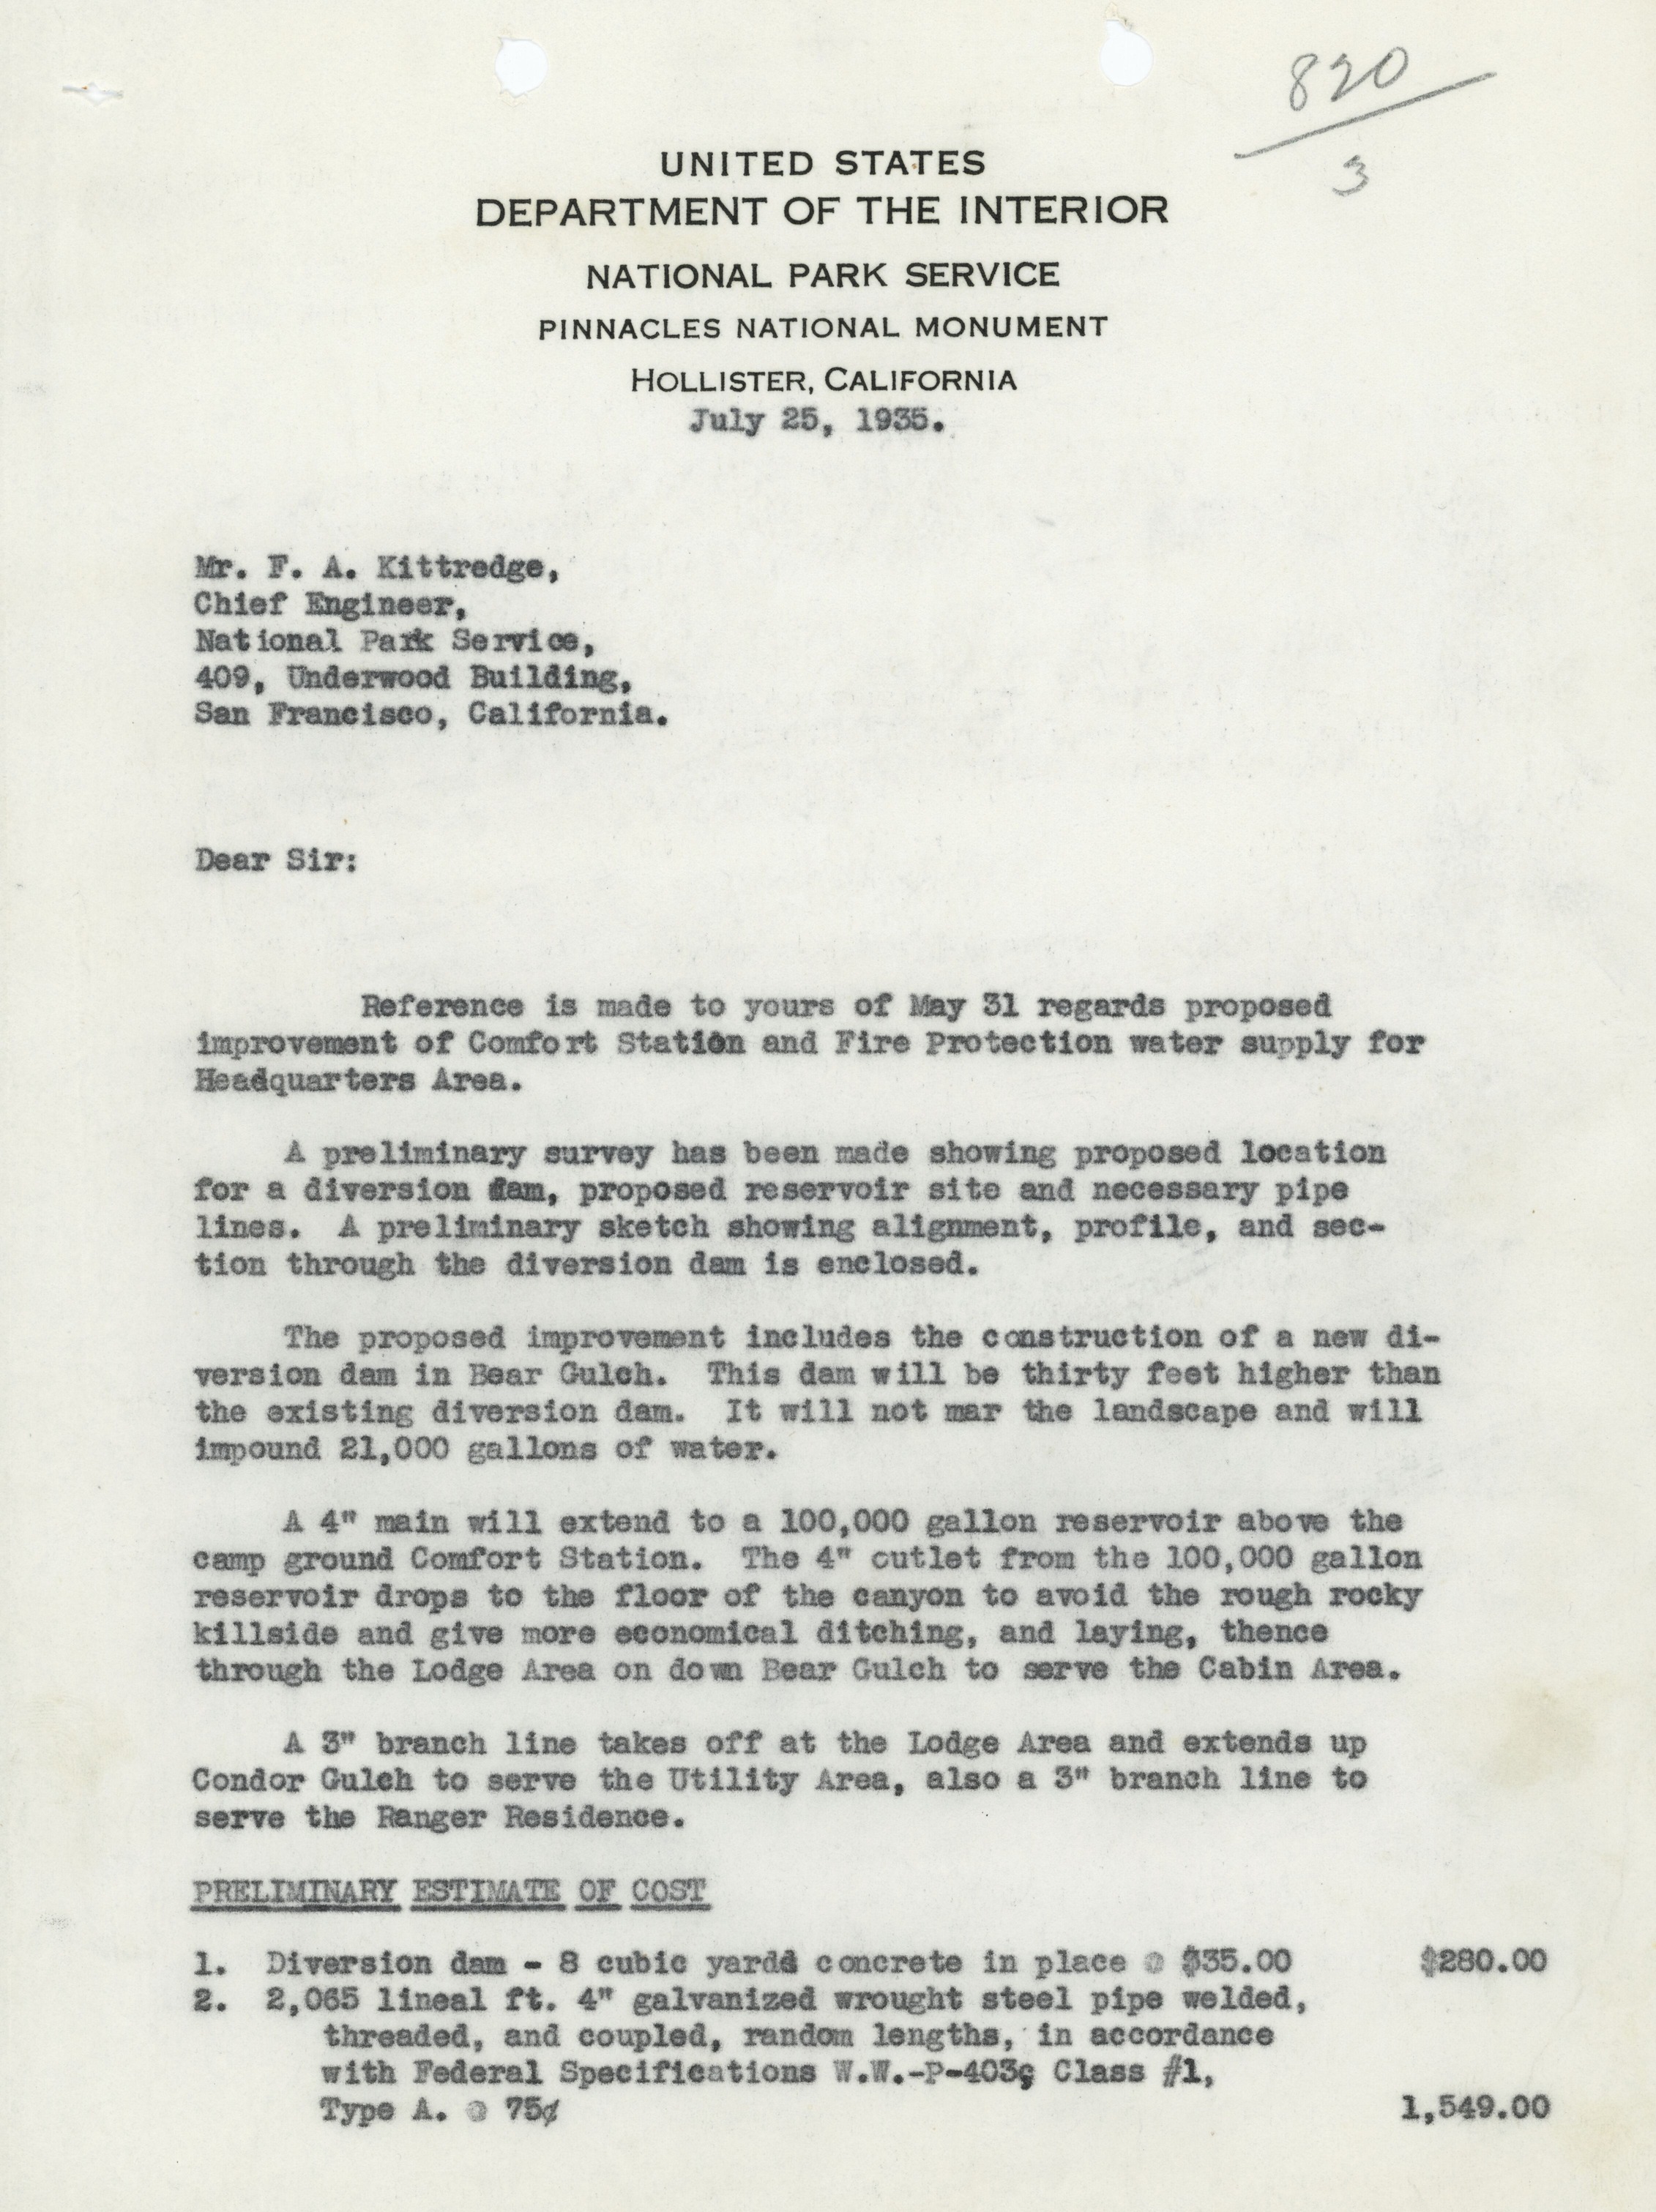 820
3
UNITED STATES
DEPARTMENT OF THE INTERIOR
NATIONAL PARK SERVICE
PINNACLES NATIONAL MONUMENT
HOLLISTER, CALIFORNIA
July 25, 1935.
Mr. F. A. Kittredge,
Chief Engineer,
National Park Service,
409, Underwood Building,
San Francisco, California.
Dear Sir:
Reference is made to yours of May 31 regards proposed
improvement of Comfort Station and Fire Protection water supply for
Headquarters Area.
A preliminary survey has been made showing proposed location
for a diversion dam, proposed reservoir site and necessary pipe
lines. A preliminary sketch showing alignment, profile, and sec-
tion through the diversion dam is enclosed.
The proposed improvement includes the construction of a new di-
version dam in Bear Gulch. This dam will be thirty feet higher than
the existing diversion dam. It will not mar the landscape and will
impound 21,000 gallons of water.
A 4" main will extend to a 100,000 gallon reservoir above the
camp ground Comfort Station. The 4" outlet from the 100,000 gallon
reservoir drops to the floor of the canyon to avoid the rough rocky
killside and give more economical ditching, and laying, thence
through the Lodge Area on down Bear Gulch to serve the Cabin Area.
A 3" branch line takes off at the Lodge Area and extends up
Condor Gulch to serve the Utility Area, also a 3" branch line to
serve the Ranger Residence.
PRELIMINARY ESTIMATE OF COST
1. Diversion dam - 8 cubic yards concrete in place @ $35.00 $280.00
2. 2,065 lineal ft. 4" galvanized wrought steel pipe welded,
threaded, and coupled, random lengths, in accordance
with Federal Specifications W.W.-P-403, Class #1,
Type A. @ 75¢ 1,549.00